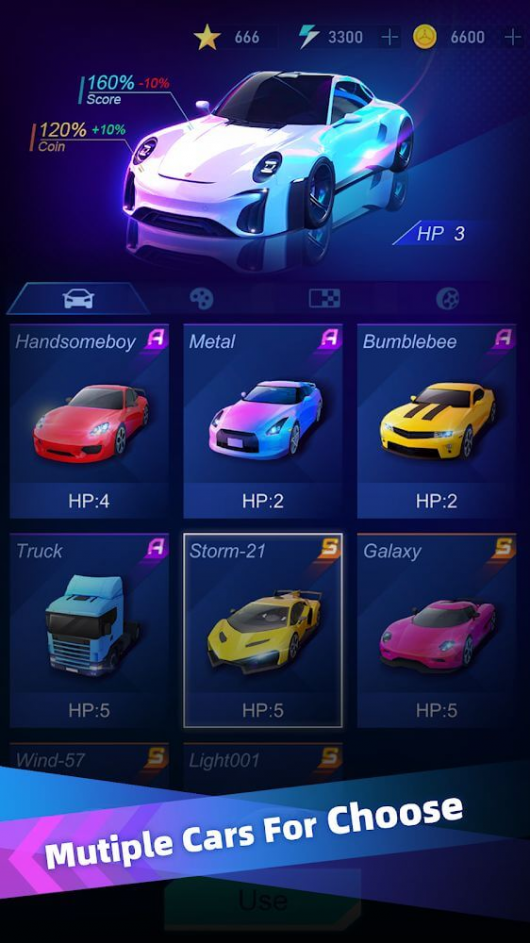 666 3300 + 6600 +
160% -10%
Score
120% +10%
Coin
HP 3
Handsomeboy A Metal A Bumblebee A
HP:4 HP:2 HP:2
Truck A Storm-21 S Galaxy S
HP:5 HP:5 HP:5
Wind-57 S Light001 S
Mutiple Cars For Choose
Use